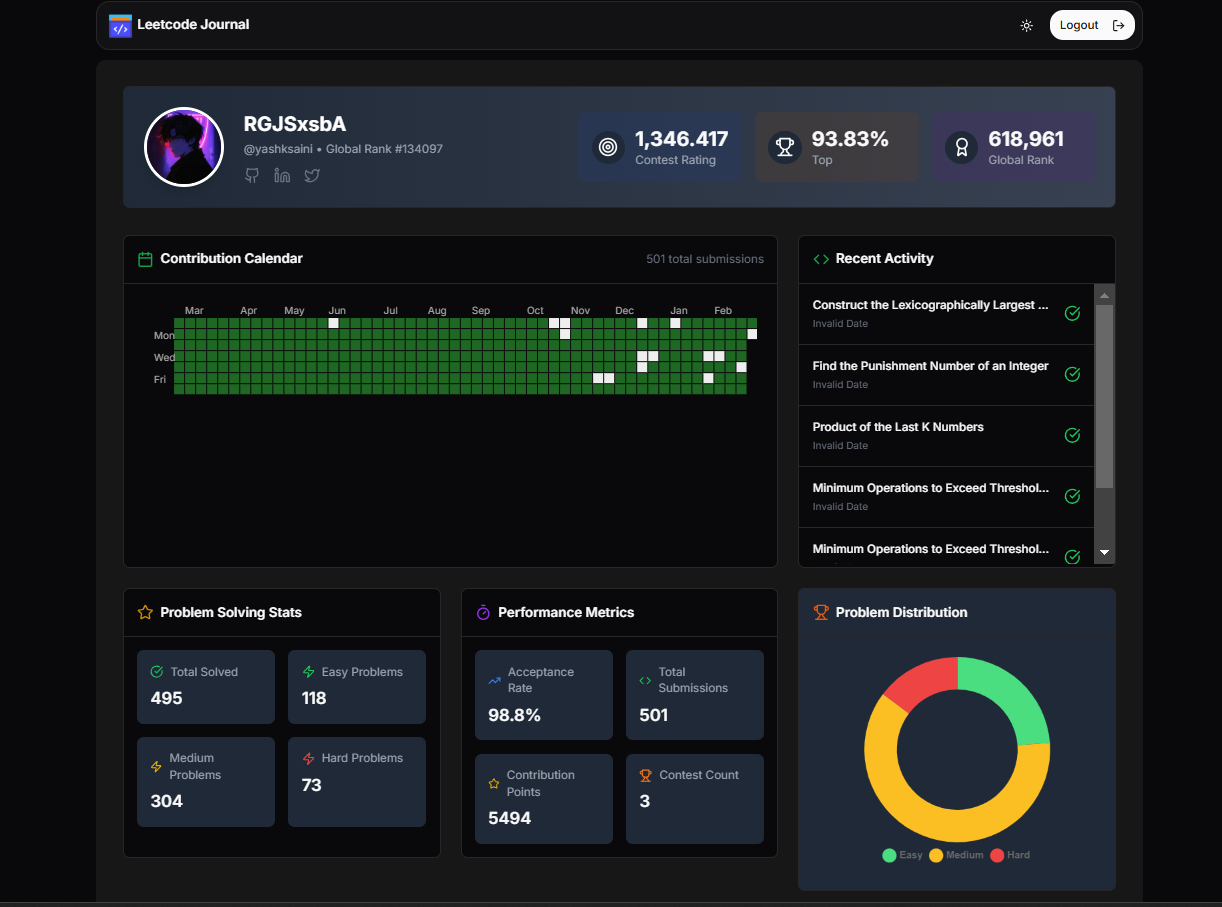 Leetcode Journal
Logout
RGJSxsbA
@yashksaini • Global Rank #134097
1,346.417
Contest Rating
93.83%
Top
618,961
Global Rank
Contribution Calendar
501 total submissions
Mar Apr May Jun Jul Aug Sep Oct Nov Dec Jan Feb
Mon
Wed
Fri
Recent Activity
Construct the Lexicographically Largest ...
Invalid Date
Find the Punishment Number of an Integer
Invalid Date
Product of the Last K Numbers
Invalid Date
Minimum Operations to Exceed Threshol...
Invalid Date
Minimum Operations to Exceed Threshol...
Problem Solving Stats
Total Solved
495
Easy Problems
118
Medium
Problems
304
Hard Problems
73
Performance Metrics
Acceptance
Rate
98.8%
Total
Submissions
501
Contribution
Points
5494
Contest Count
3
Problem Distribution
Easy Medium Hard